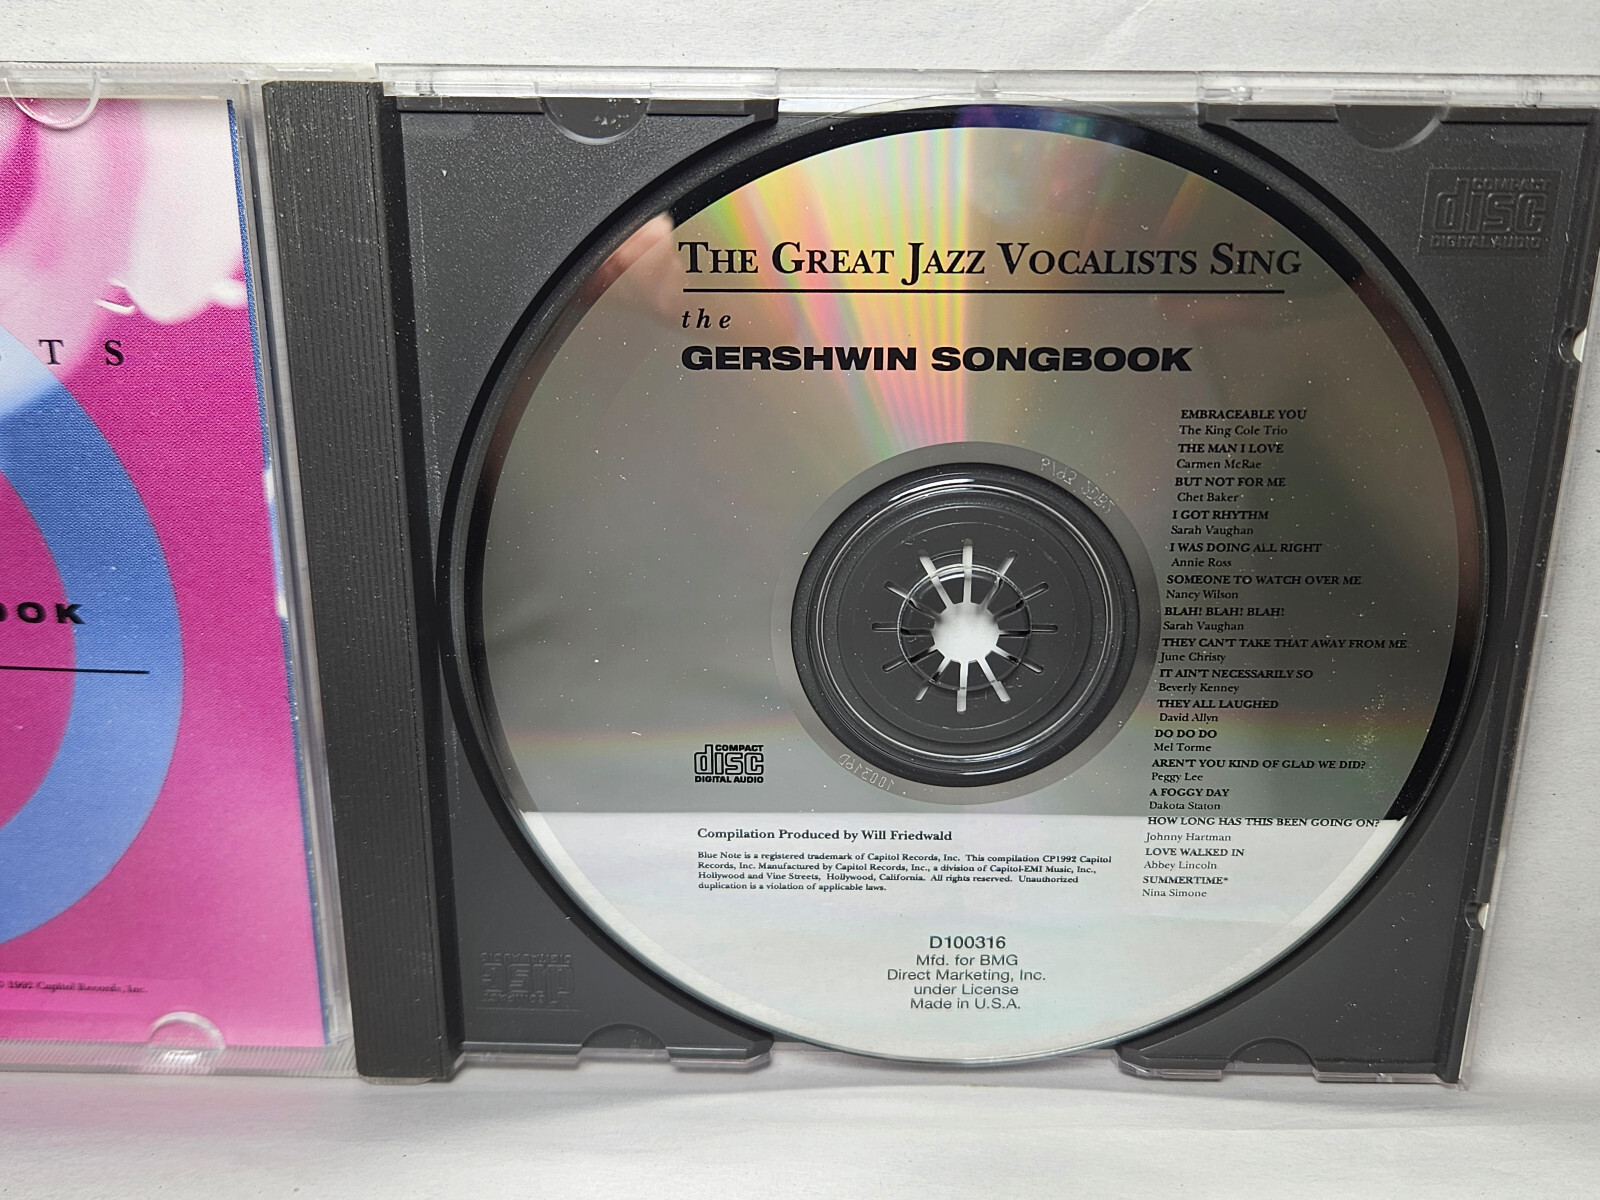 T S
OOK
© 1992 Capitol Records, Inc.
COMPACT
disc
DIGITAL AUDIO
THE GREAT JAZZ VOCALISTS SING
the
GERSHWIN SONGBOOK
EMBRACEABLE YOU
The King Cole Trio
THE MAN I LOVE
Carmen McRae
BUT NOT FOR ME
Chet Baker
I GOT RHYTHM
Sarah Vaughan
I WAS DOING ALL RIGHT
Annie Ross
SOMEONE TO WATCH OVER ME
Nancy Wilson
BLAH! BLAH! BLAH!
Sarah Vaughan
THEY CAN'T TAKE THAT AWAY FROM ME
June Christy
IT AIN'T NECESSARILY SO
Beverly Kenney
THEY ALL LAUGHED
David Allyn
DO DO DO
Mel Torme
AREN'T YOU KIND OF GLAD WE DID?
Peggy Lee
A FOGGY DAY
Dakota Staton
HOW LONG HAS THIS BEEN GOING ON?
Johnny Hartman
LOVE WALKED IN
Abbey Lincoln
SUMMERTIME*
Nina Simone
COMPACT
disc
DIGITAL AUDIO
Compilation Produced by Will Friedwald
Blue Note is a registered trademark of Capitol Records, Inc. This compilation CP1992 Capitol
Records, Inc. Manufactured by Capitol Records, Inc., a division of Capitol-EMI Music, Inc.,
Hollywood and Vine Streets, Hollywood, California. All rights reserved. Unauthorized
duplication is a violation of applicable laws.
D100316
Mfd. for BMG
Direct Marketing, Inc.
under License
Made in U.S.A.